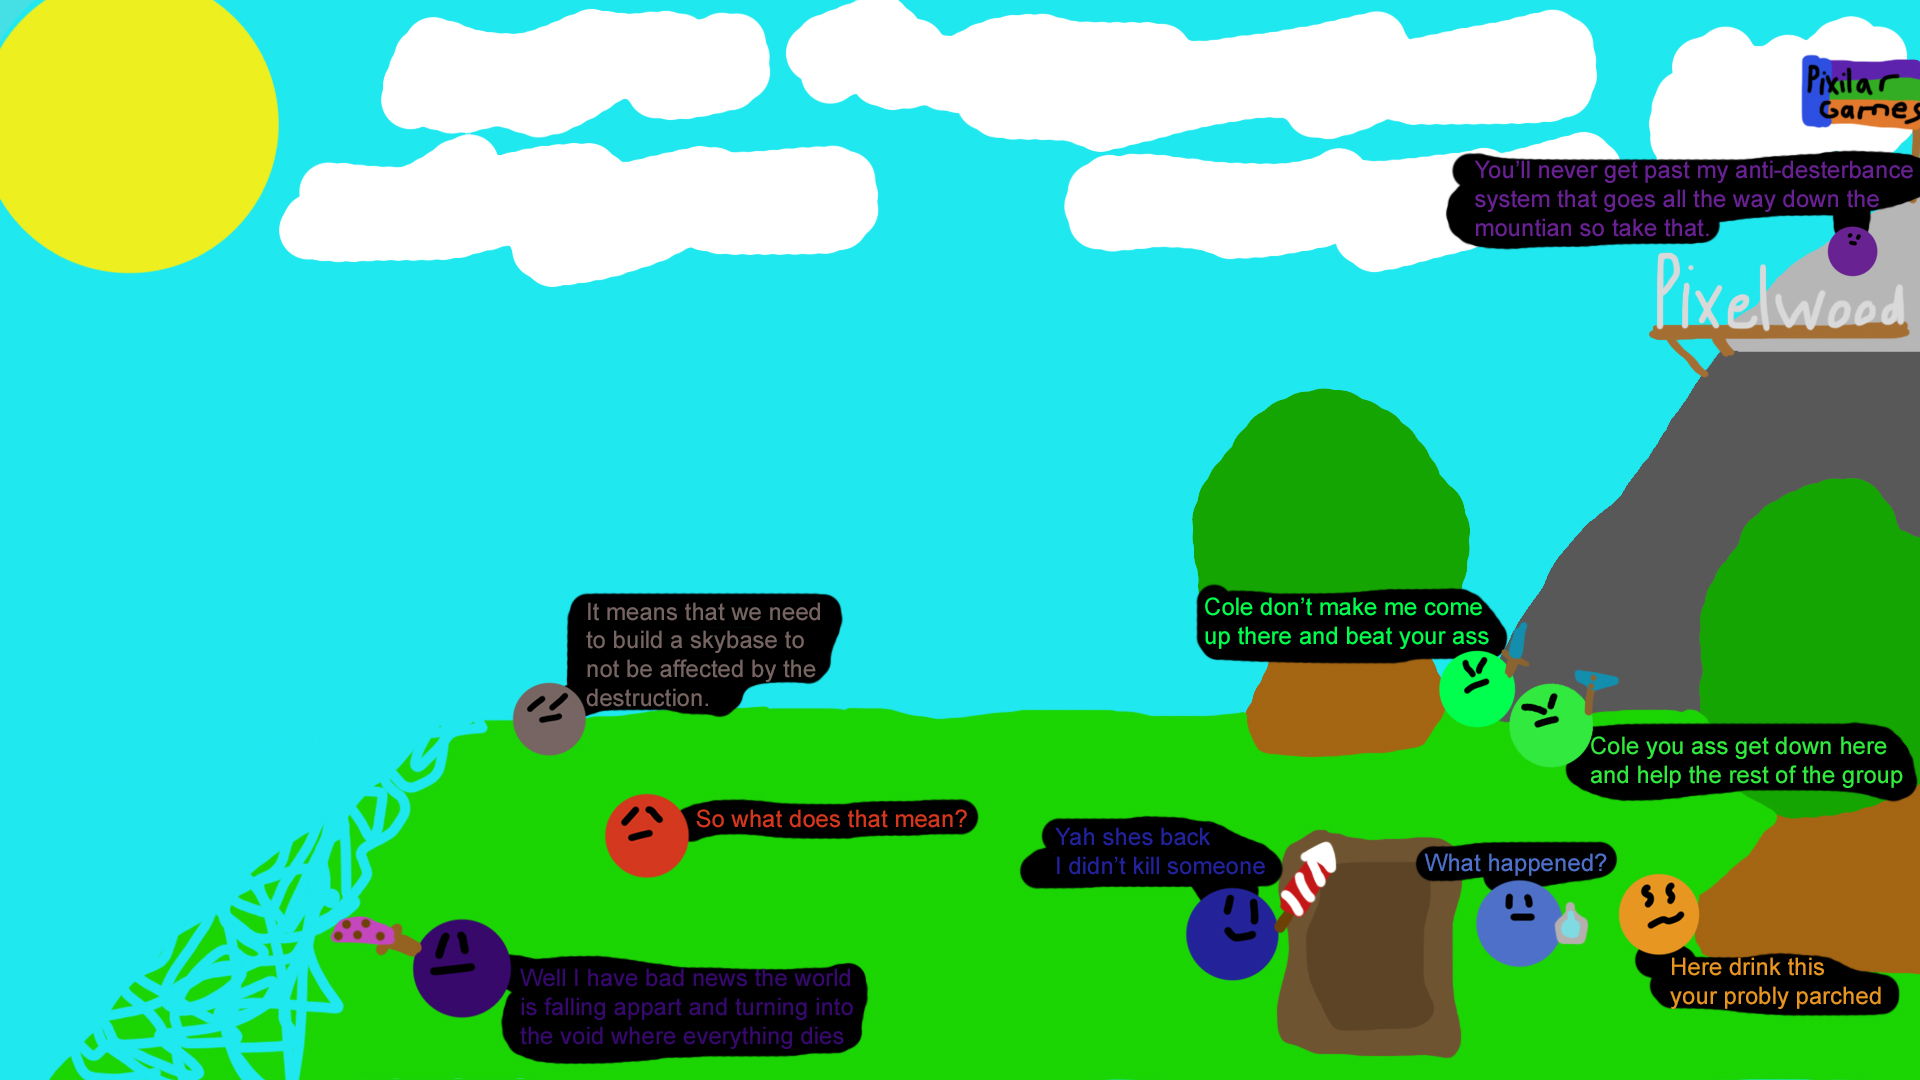 Pixilar
Games
You'll never get past my anti-desterbance
system that goes all the way down the
mountian so take that.
Pixelwood
It means that we need
to build a skybase to
not be affected by the
destruction.
Cole don't make me come
up there and beat your ass
Cole you ass get down here
and help the rest of the group
So what does that mean?
Yah shes back
I didn't kill someone
What happened?
Well I have bad news the world
is falling appart and turning into
the void where everything dies
Here drink this
your probly parched